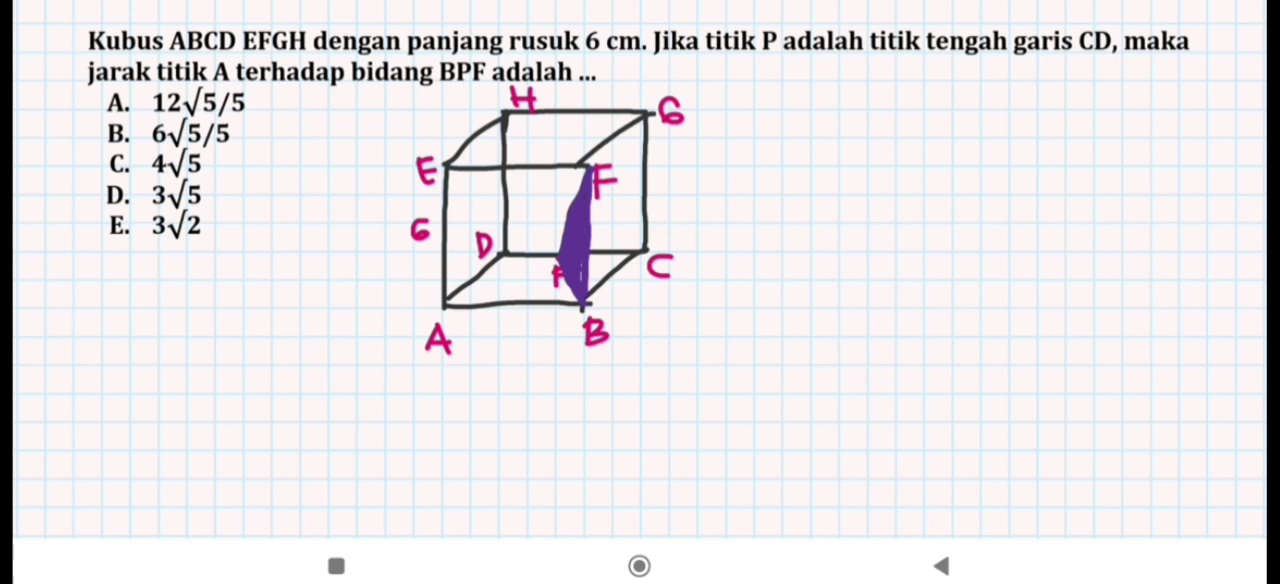 Kubus ABCD EFGH dengan panjang rusuk 6 cm. Jika titik P adalah titik tengah garis CD, maka
jarak titik A terhadap bidang BPF adalah ...
A. 12√5/5
B. 6√5/5
C. 4√5
D. 3√5
E. 3√2
H
G
E
F
6
D
P
C
A
B